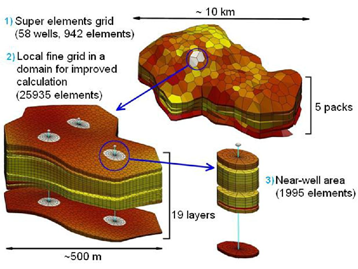 1) Super elements grid
(58 wells, 942 elements)
2) Local fine grid in a
domain for improved
calculation
(25935 elements)
~ 10 km
5 packs
3) Near-well area
(1995 elements)
19 layers
~500 m